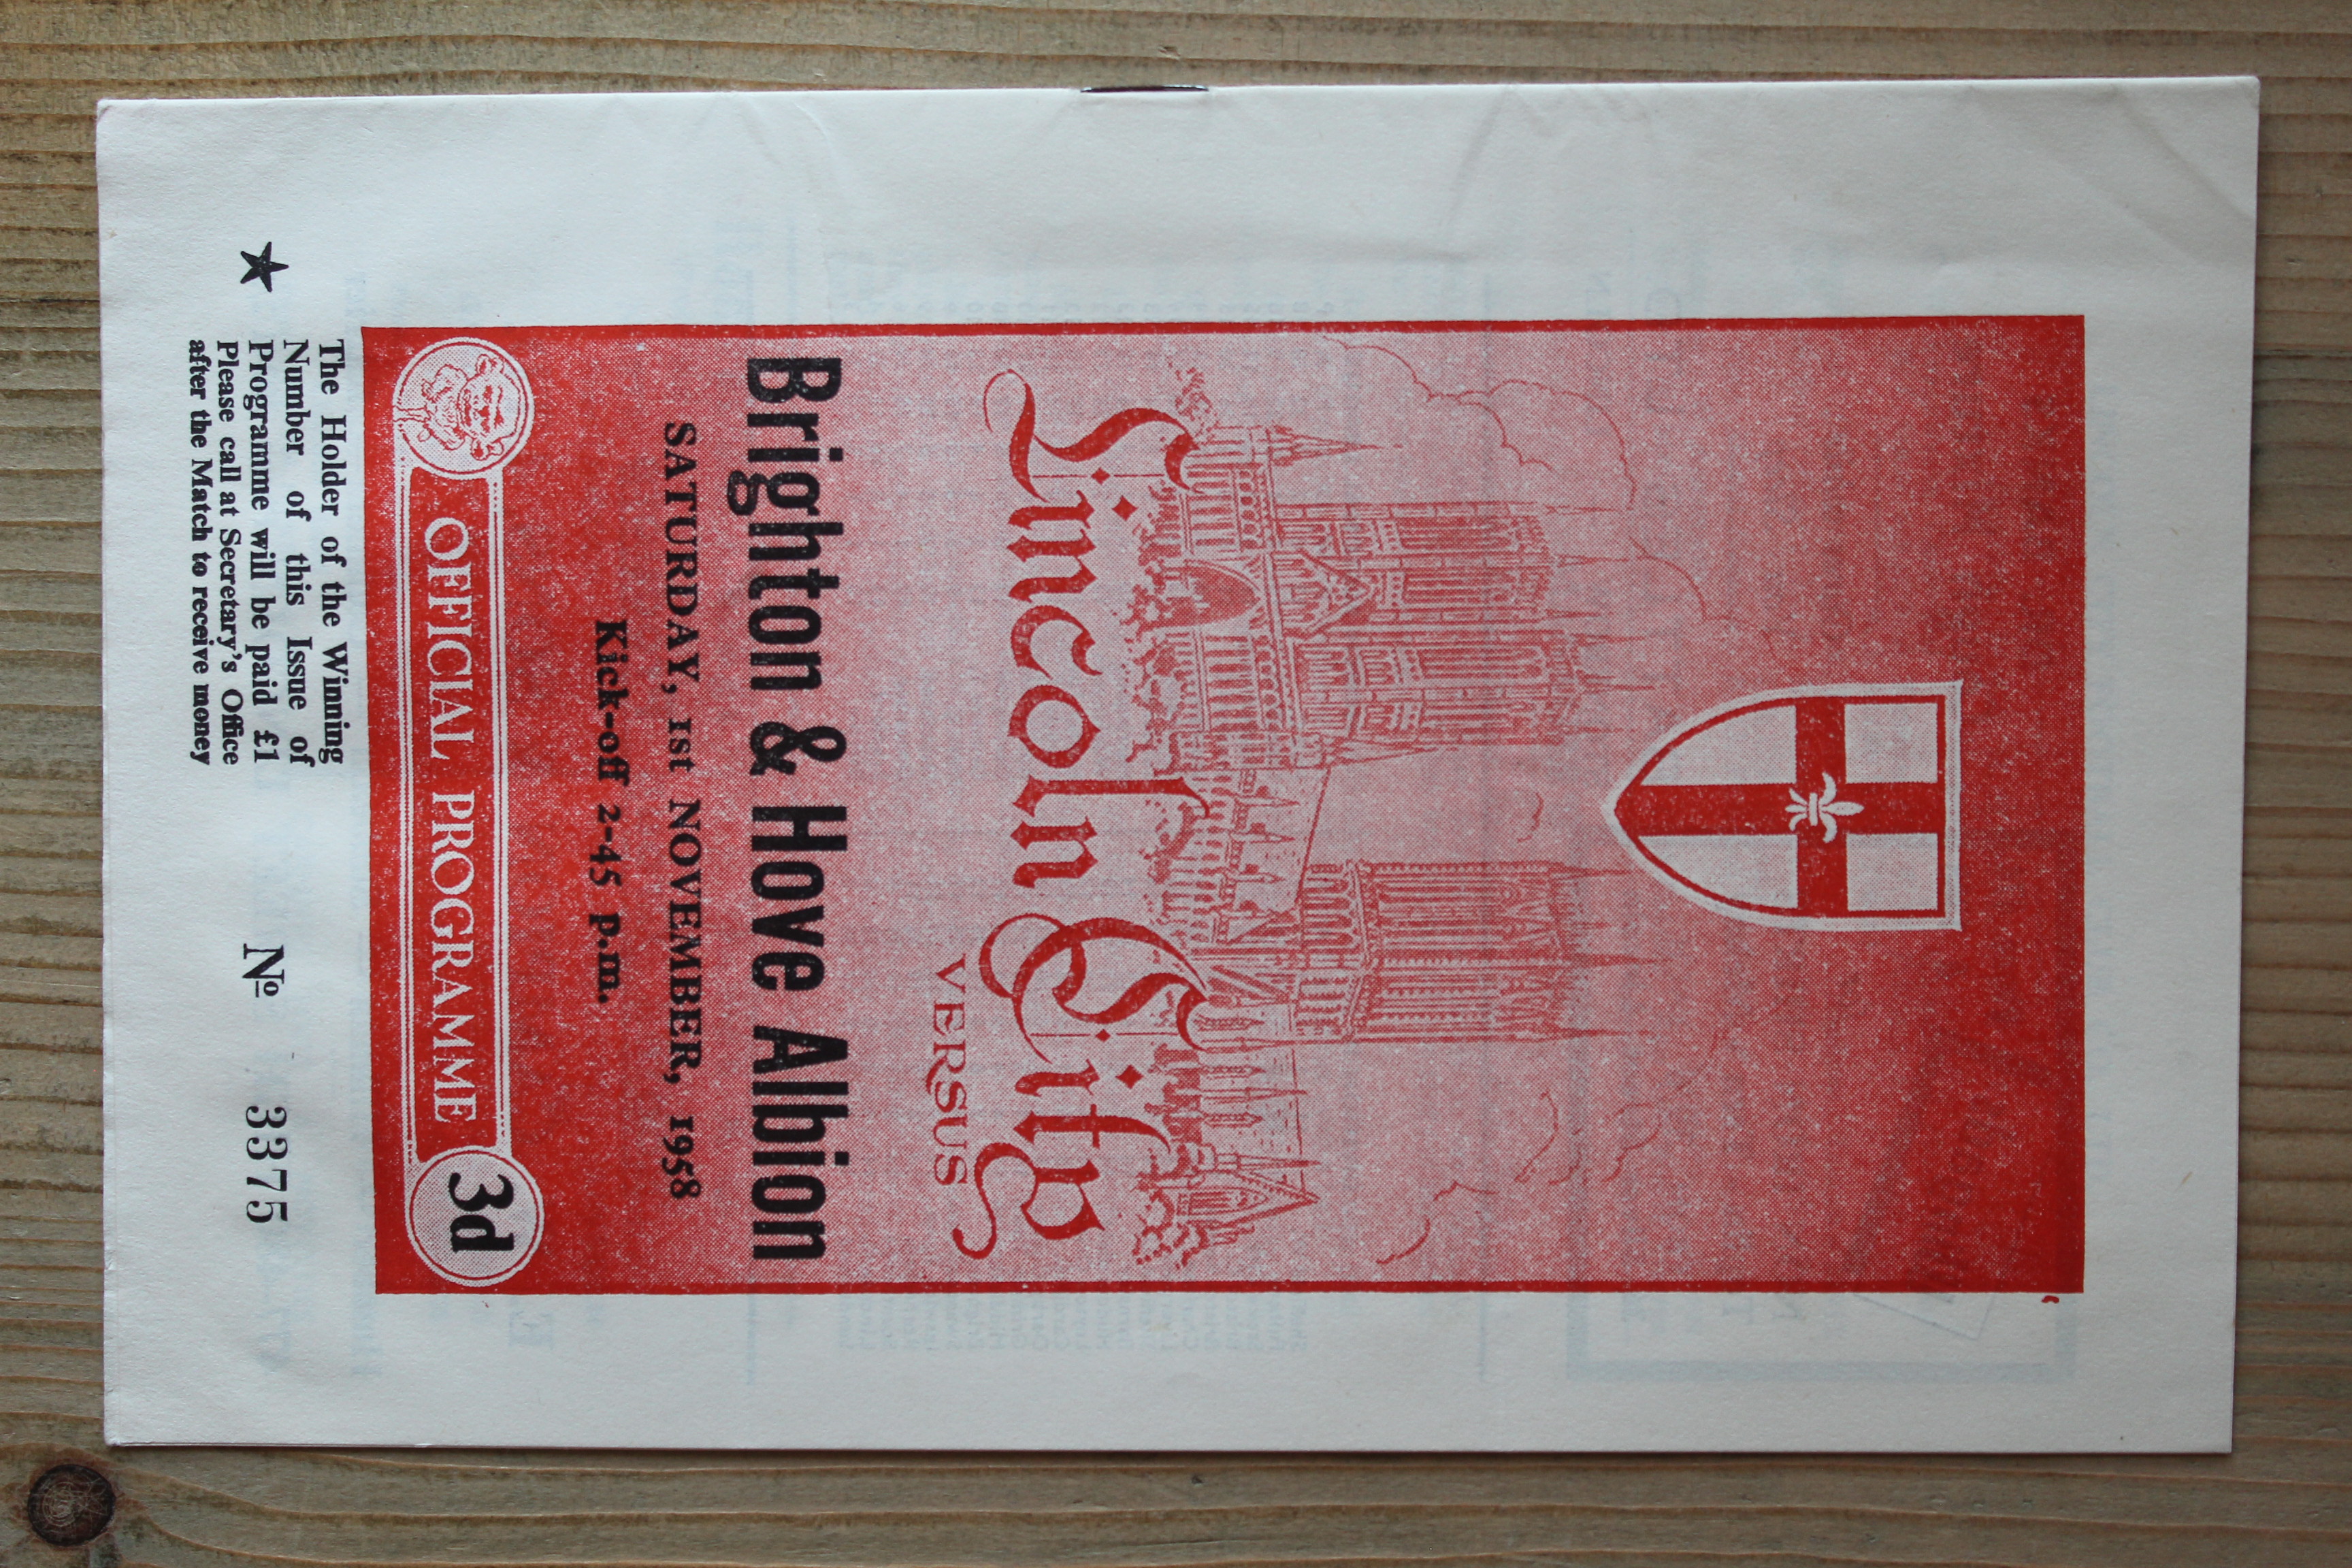 Lincoln City
VERSUS
Brighton & Hove Albion
SATURDAY, 1st NOVEMBER, 1958
Kick-off 2-45 p.m.
OFFICIAL PROGRAMME
3d
The Holder of the Winning
Number of this Issue of
★ Programme will be paid £1
Please call at Secretary's Office
after the Match to receive money
No 3375